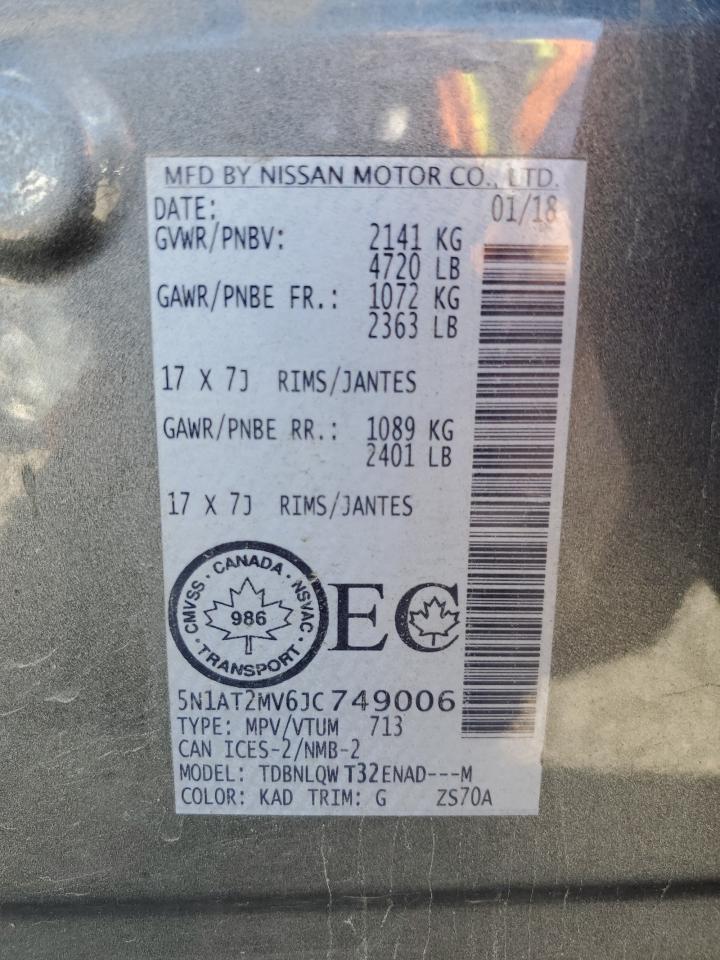 MFD BY NISSAN MOTOR CO., LTD.
DATE: 01/18
GVWR/PNBV: 2141 KG
4720 LB
GAWR/PNBE FR.: 1072 KG
2363 LB
17 X 7J RIMS/JANTES
GAWR/PNBE RR.: 1089 KG
2401 LB
17 X 7J RIMS/JANTES
CMVSS · CANADA · NSVAC · TRANSPORT ·
986
EC
5N1AT2MV6JC749006
TYPE: MPV/VTUM 713
CAN ICES-2/NMB-2
MODEL: TDBNLQW T32ENAD---M
COLOR: KAD TRIM: G ZS70A